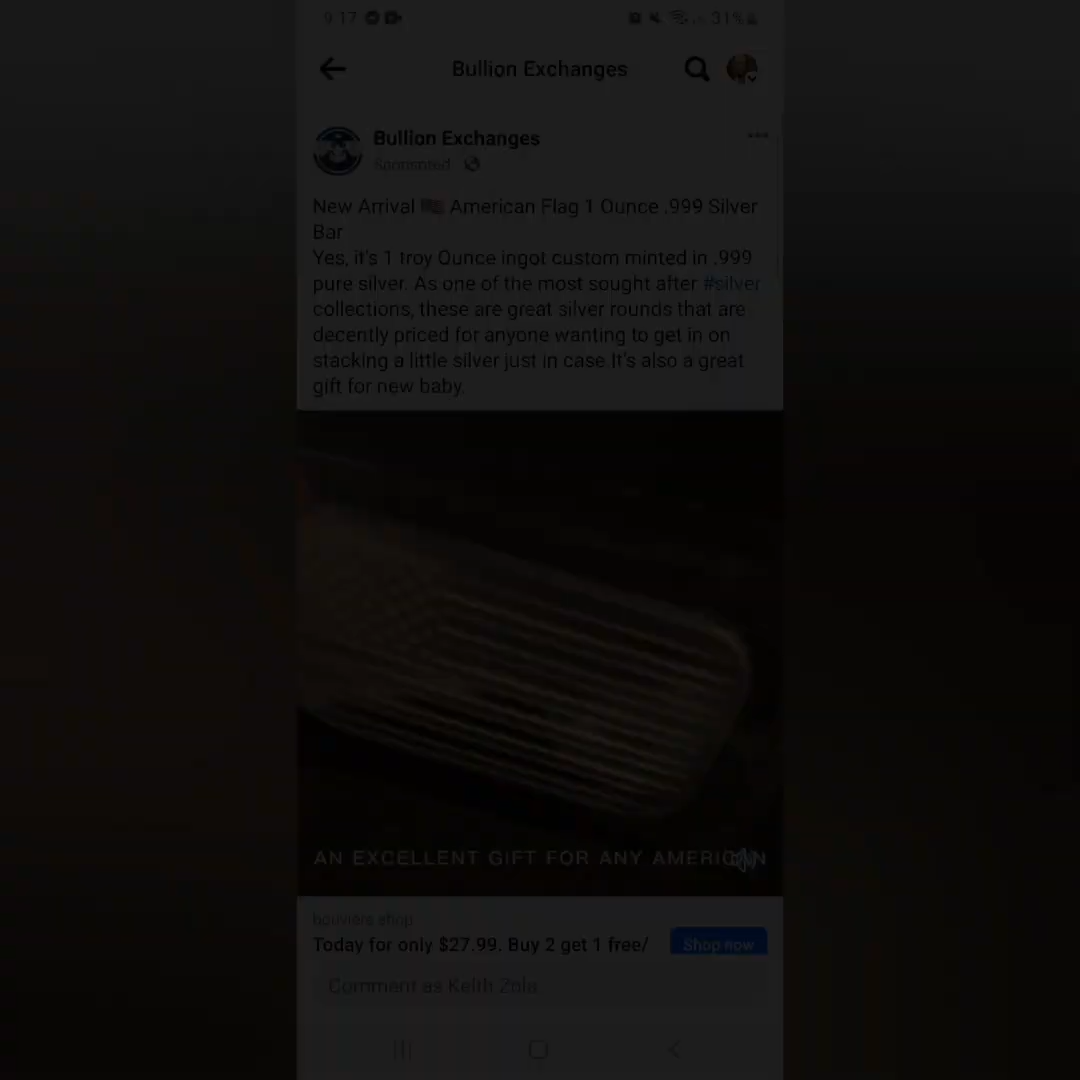 9:17
31%
Bullion Exchanges
Bullion Exchanges
Sponsored
New Arrival 🇺🇸 American Flag 1 Ounce .999 Silver
Bar
Yes, it's 1 troy Ounce ingot custom minted in .999
pure silver. As one of the most sought after #silver
collections, these are great silver rounds that are
decently priced for anyone wanting to get in on
stacking a little silver just in case It's also a great
gift for new baby.
AN EXCELLENT GIFT FOR ANY AMERICAN
bouviere.shop
Today for only $27.99. Buy 2 get 1 free/
Shop now
Comment as Keith Zola